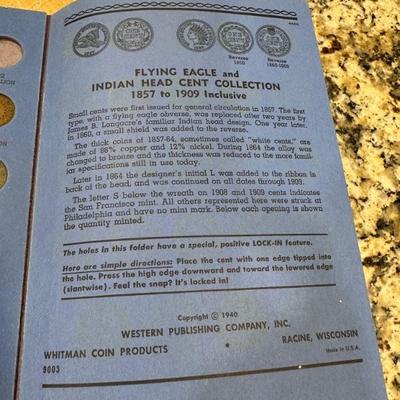 Reverse
1859
Reverse
1860-1909
FLYING EAGLE and
INDIAN HEAD CENT COLLECTION
1857 to 1909 Inclusive
Small cents were first issued for general circulation in 1857. The first
type, with a flying eagle obverse, was replaced after two years by
James B. Longacre's familiar Indian head design. One year later,
in 1860, a small shield was added to the reverse.
The thick coins of 1857-64, sometimes called "white cents," are
made of 88% copper and 12% nickel. During 1864 the alloy was
changed to bronze and the thickness was reduced to the more famil-
iar specifications still in use today.
Later in 1864 the designer's initial L was added to the ribbon in
back of the head, and was continued on all dates through 1909.
The letter S below the wreath on 1908 and 1909 cents indicates
the San Francisco mint. All others represented here were struck at
Philadelphia and have no mint mark. Below each opening is shown
the quantity minted.
The holes in this folder have a special, positive LOCK-IN feature.
Here are simple directions: Place the cent with one edge tipped into
the hole. Press the high edge downward and toward the lowered edge
(slantwise). Feel the snap? It's locked in!
Copyright © 1940
WESTERN PUBLISHING COMPANY, INC.
WHITMAN COIN PRODUCTS * RACINE, WISCONSIN
9003 Made in U.S.A.